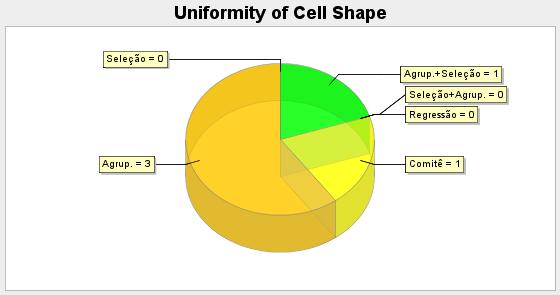 Uniformity of Cell Shape
Seleção = 0
Agrup.+Seleção = 1
Seleção+Agrup. = 0
Regressão = 0
Agrup. = 3
Comitê = 1